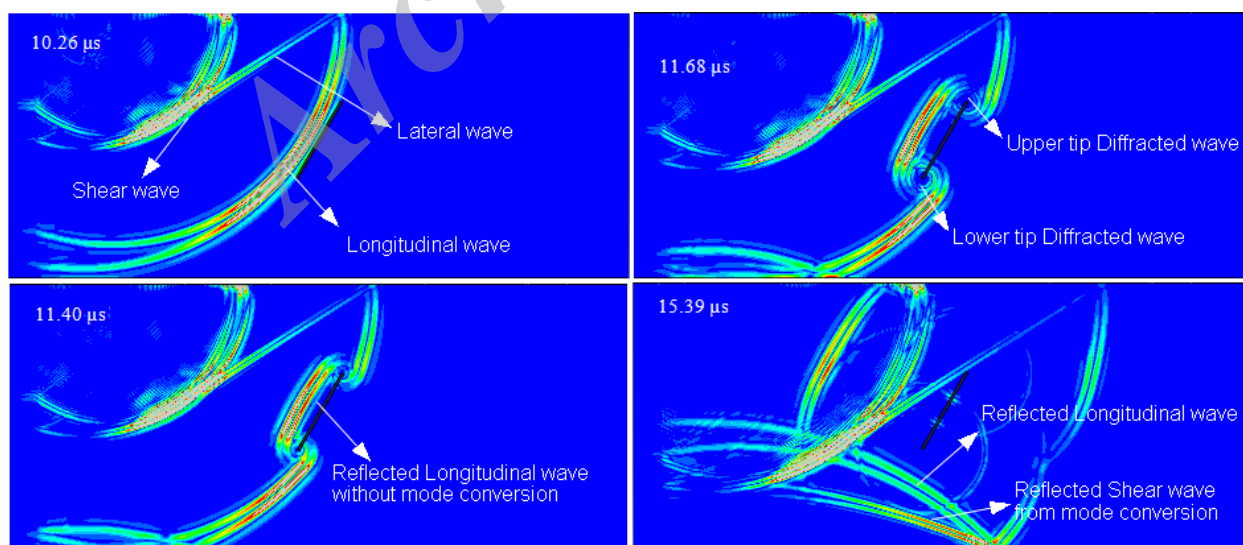 10.26 µs
Lateral wave
Shear wave
Longitudinal wave
11.68 µs
Upper tip Diffracted wave
Lower tip Diffracted wave
11.40 µs
Reflected Longitudinal wave
without mode conversion
15.39 µs
Reflected Longitudinal wave
Reflected Shear wave
from mode conversion
Arc